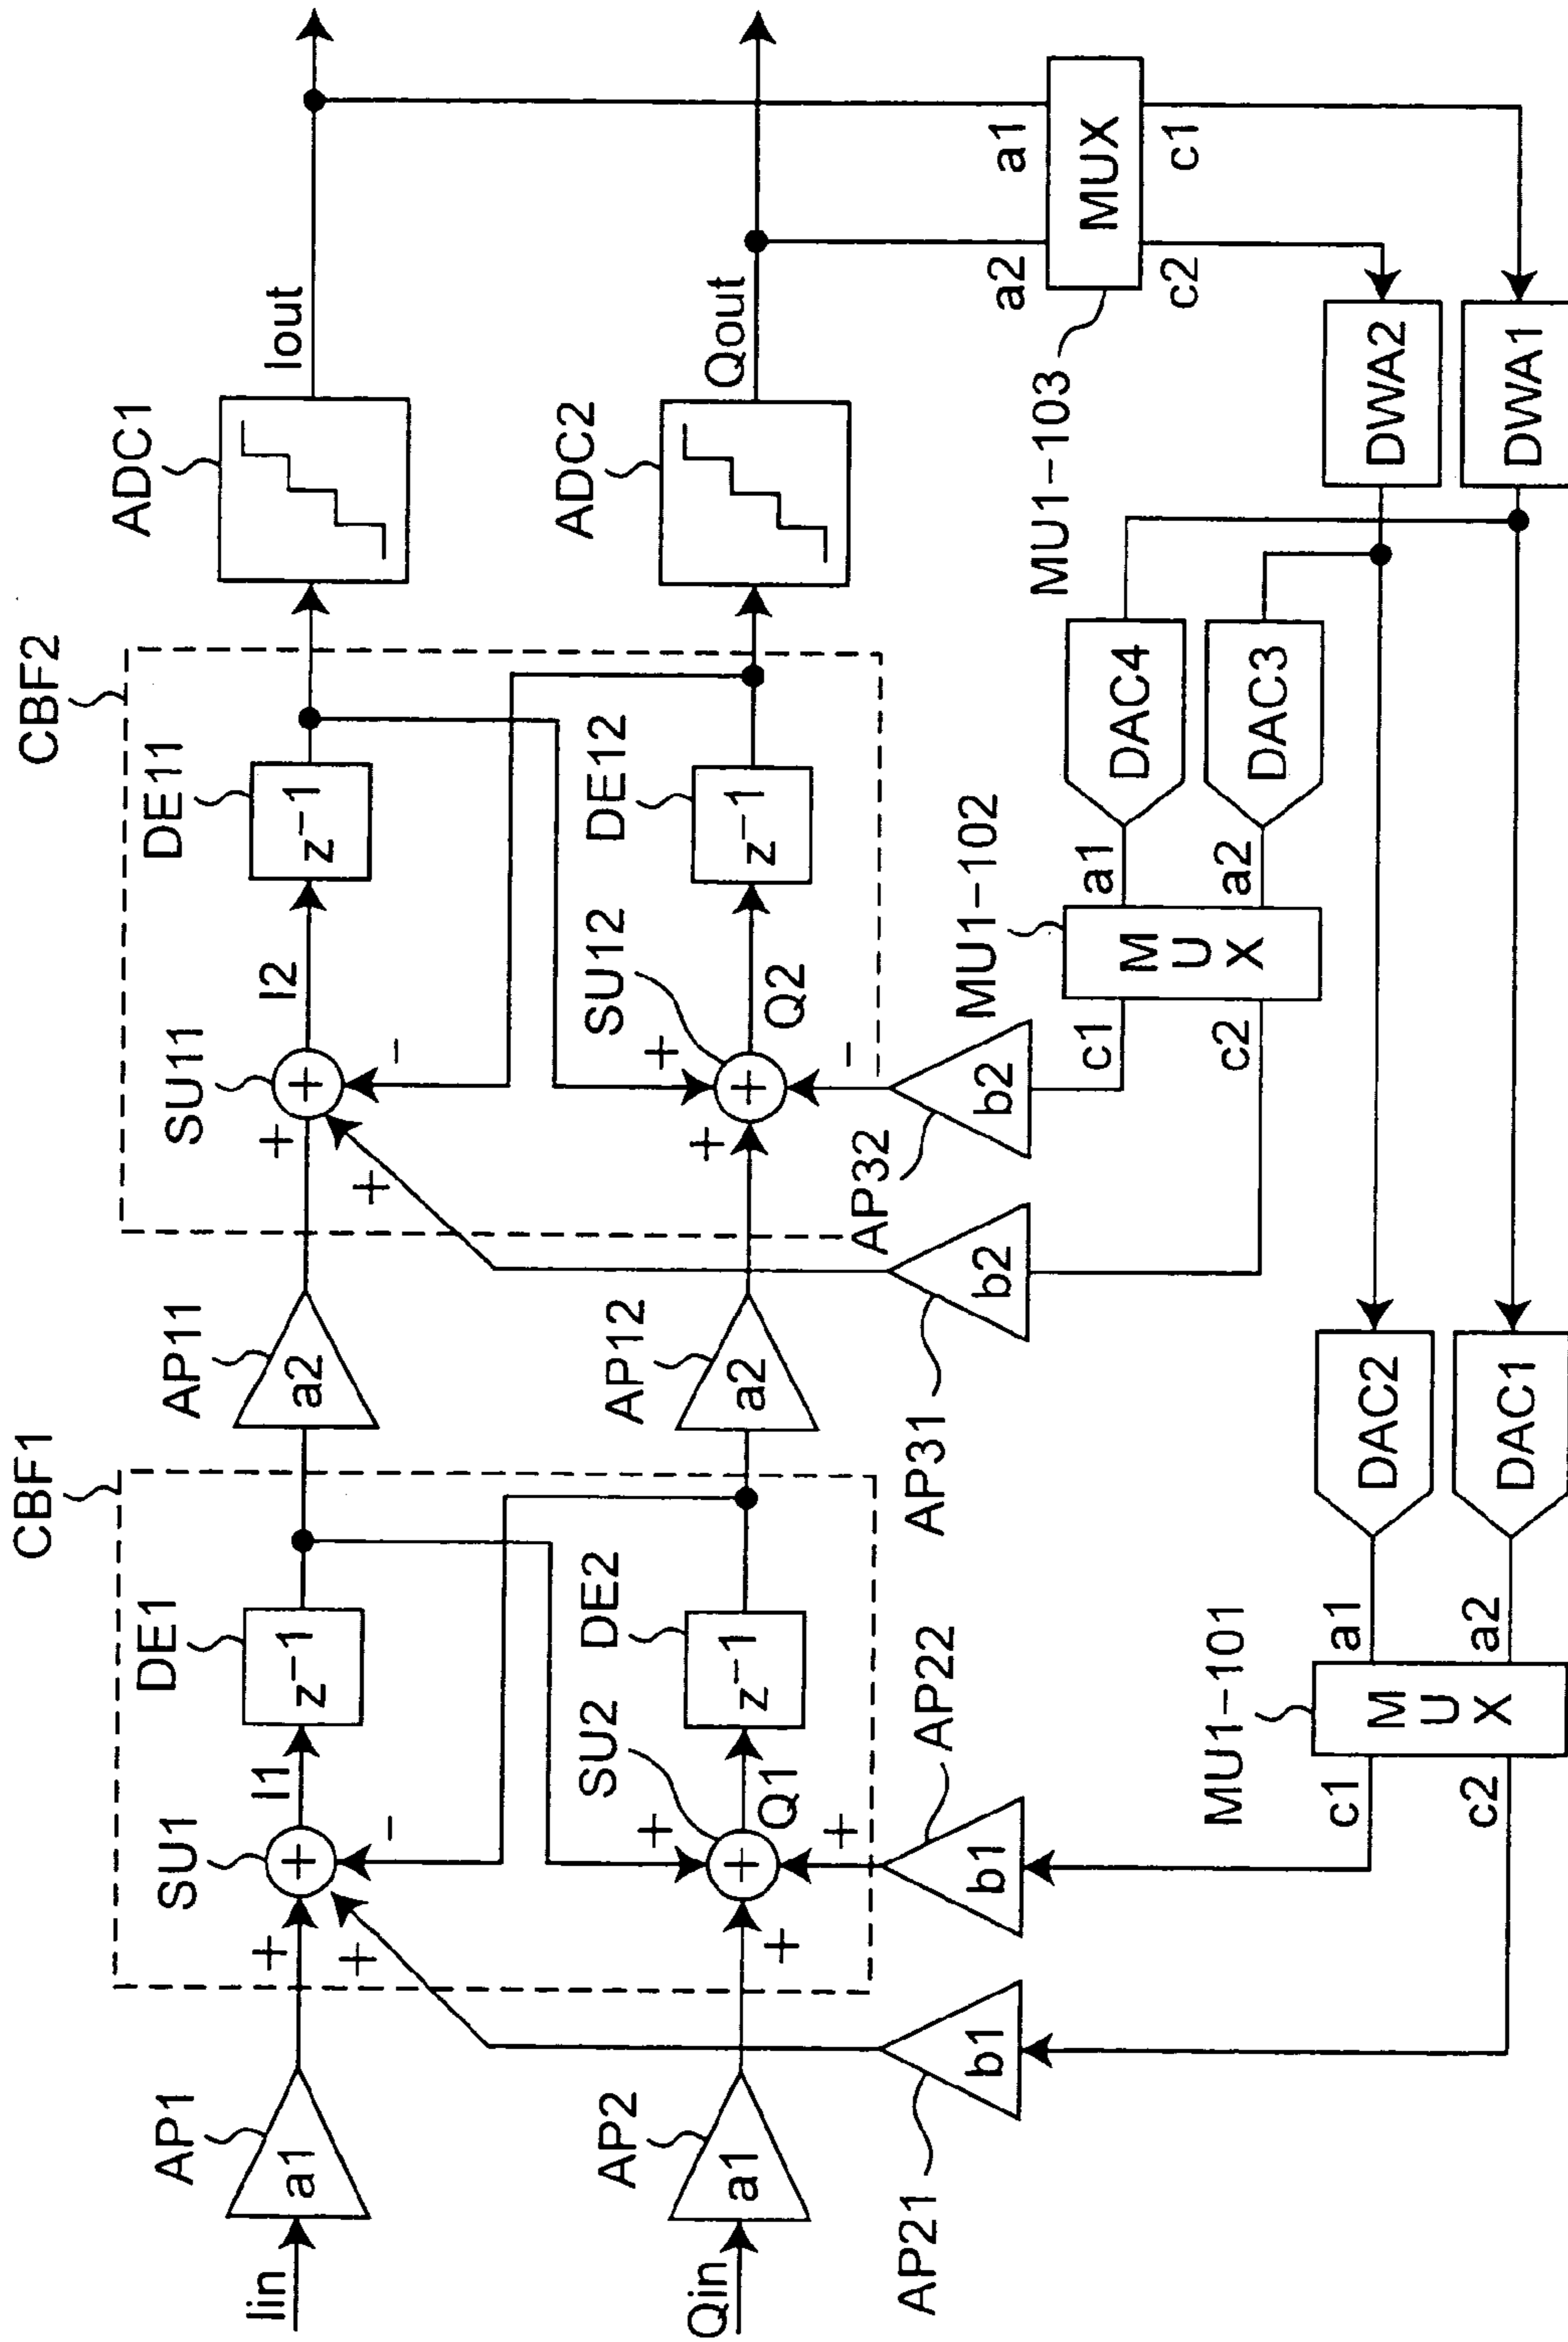 CBF1
CBF2
Iin
AP1
a1
SU1
+
+
+
-
I1
DE1
z⁻¹
AP11
a2
SU11
+
+
+
-
I2
DE11
z⁻¹
ADC1
Iout
Qin
AP2
a1
SU2
+
+
+
+
Q1
DE2
z⁻¹
AP12
a2
SU12
+
+
+
-
Q2
DE12
z⁻¹
ADC2
Qout
AP21
b1
AP22
b1
AP31
b2
AP32
b2
MU1-101
MUX
c1
c2
a1
a2
DAC2
DAC1
MU1-102
MUX
c1
c2
a1
a2
DAC4
DAC3
MU1-103
MUX
a2
a1
c2
c1
DWA2
DWA1